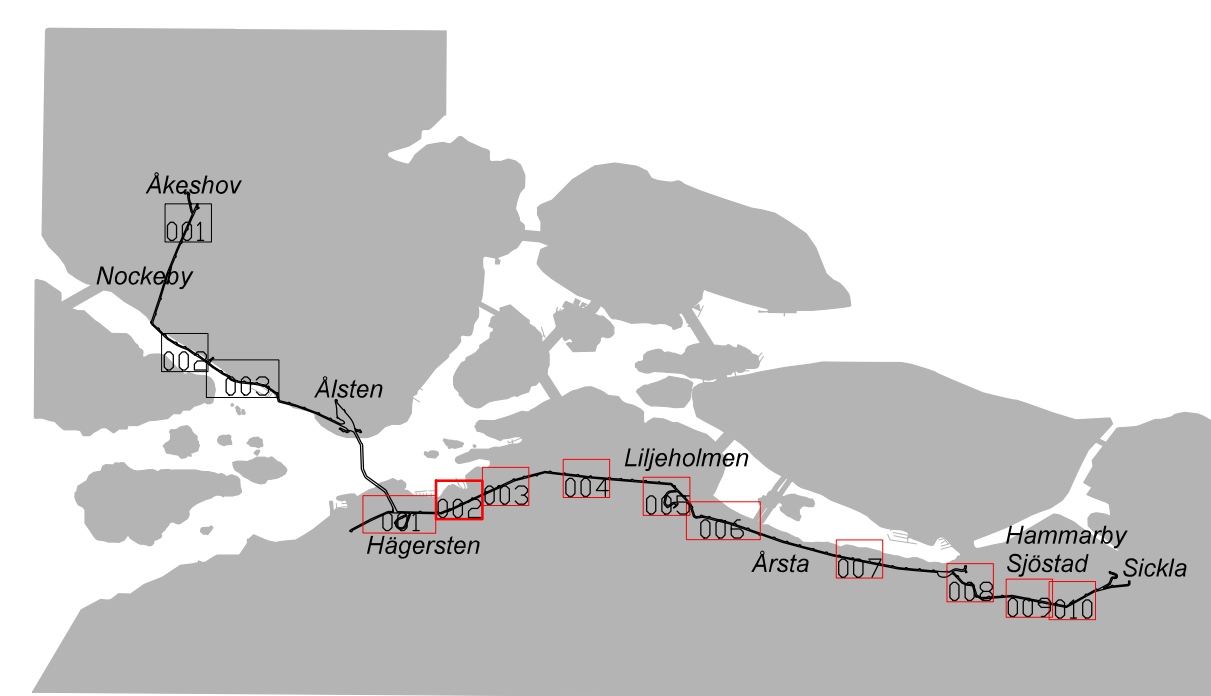 Åkeshov
001
Nockeby
002
003
Ålsten
Liljeholmen
003
004
001
002
005
006
Hägersten
Årsta
007
Hammarby
Sjöstad
Sickla
008
009
010